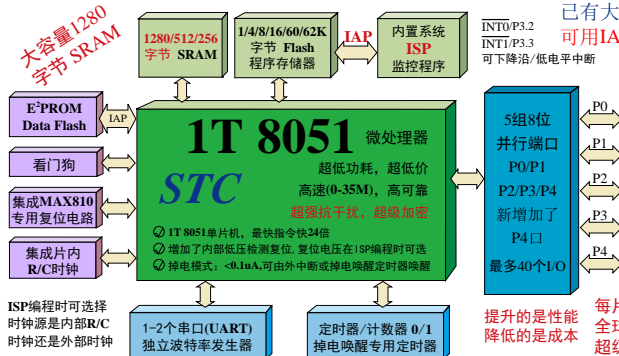 大容量1280
字节 SRAM
1280/512/256
字节 SRAM
1/4/8/16/60/62K
字节 Flash
程序存储器
IAP
内置系统
ISP
监控程序
INT0/P3.2
INT1/P3.3
可下降沿/低电平中断
已有大
可用IA
E²PROM
Data Flash
IAP
看门狗
集成MAX810
专用复位电路
集成片内
R/C时钟
1T 8051 微处理器
STC
超低功耗，超低价
高速(0-35M)，高可靠
超强抗干扰，超级加密
1T 8051单片机，最快指令快24倍
增加了内部低压检测复位,复位电压在ISP编程时可选
掉电模式：<0.1uA,可由外中断或掉电唤醒定时器唤醒
5组8位
并行端口
P0/P1
P2/P3/P4
新增加了
P4口
最多40个I/O
P0
P1
P2
P3
P4
ISP编程时可选择
时钟源是内部R/C
时钟还是外部时钟
1-2个串口(UART)
独立波特率发生器
定时器/计数器 0/1
掉电唤醒专用定时器
提升的是性能
降低的是成本
每片
全球
超级